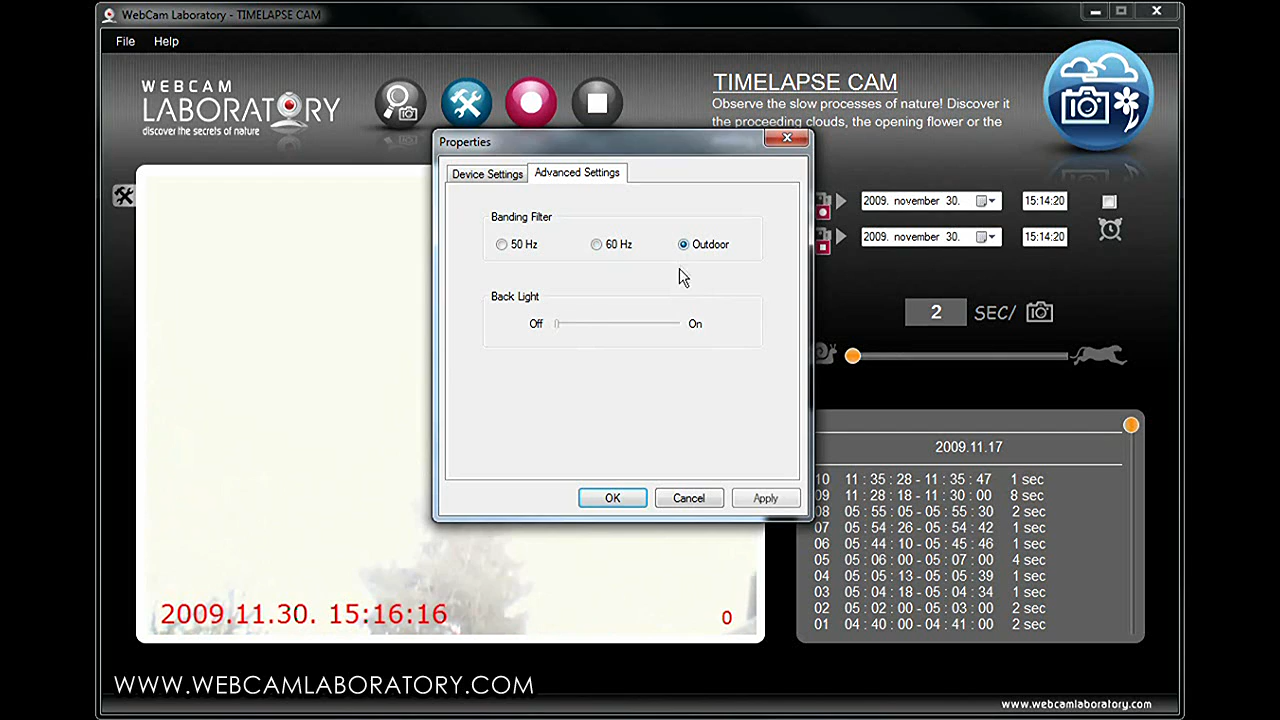 WebCam Laboratory - TIMELAPSE CAM
File Help
WEBCAM
LABORATORY
discover the secrets of nature
TIMELAPSE CAM
Observe the slow processes of nature! Discover it
the proceeding clouds, the opening flower or the
Properties
Device Settings Advanced Settings
Banding Filter
50 Hz 60 Hz Outdoor
Back Light
Off On
OK Cancel Apply
2009. november 30. 15:14:20
2009. november 30. 15:14:20
2 SEC/
2009.11.17
10 11 : 35 : 28 - 11 : 35 : 47 1 sec
09 11 : 28 : 18 - 11 : 30 : 00 8 sec
08 05 : 55 : 05 - 05 : 55 : 30 2 sec
07 05 : 54 : 26 - 05 : 54 : 42 1 sec
06 05 : 44 : 10 - 05 : 45 : 46 1 sec
05 05 : 06 : 00 - 05 : 07 : 00 4 sec
04 05 : 05 : 13 - 05 : 05 : 39 1 sec
03 05 : 04 : 18 - 05 : 04 : 34 1 sec
02 05 : 02 : 00 - 05 : 03 : 00 2 sec
01 04 : 40 : 00 - 04 : 41 : 00 2 sec
2009.11.30. 15:16:16 0
WWW.WEBCAMLABORATORY.COM
www.webcamlaboratory.com